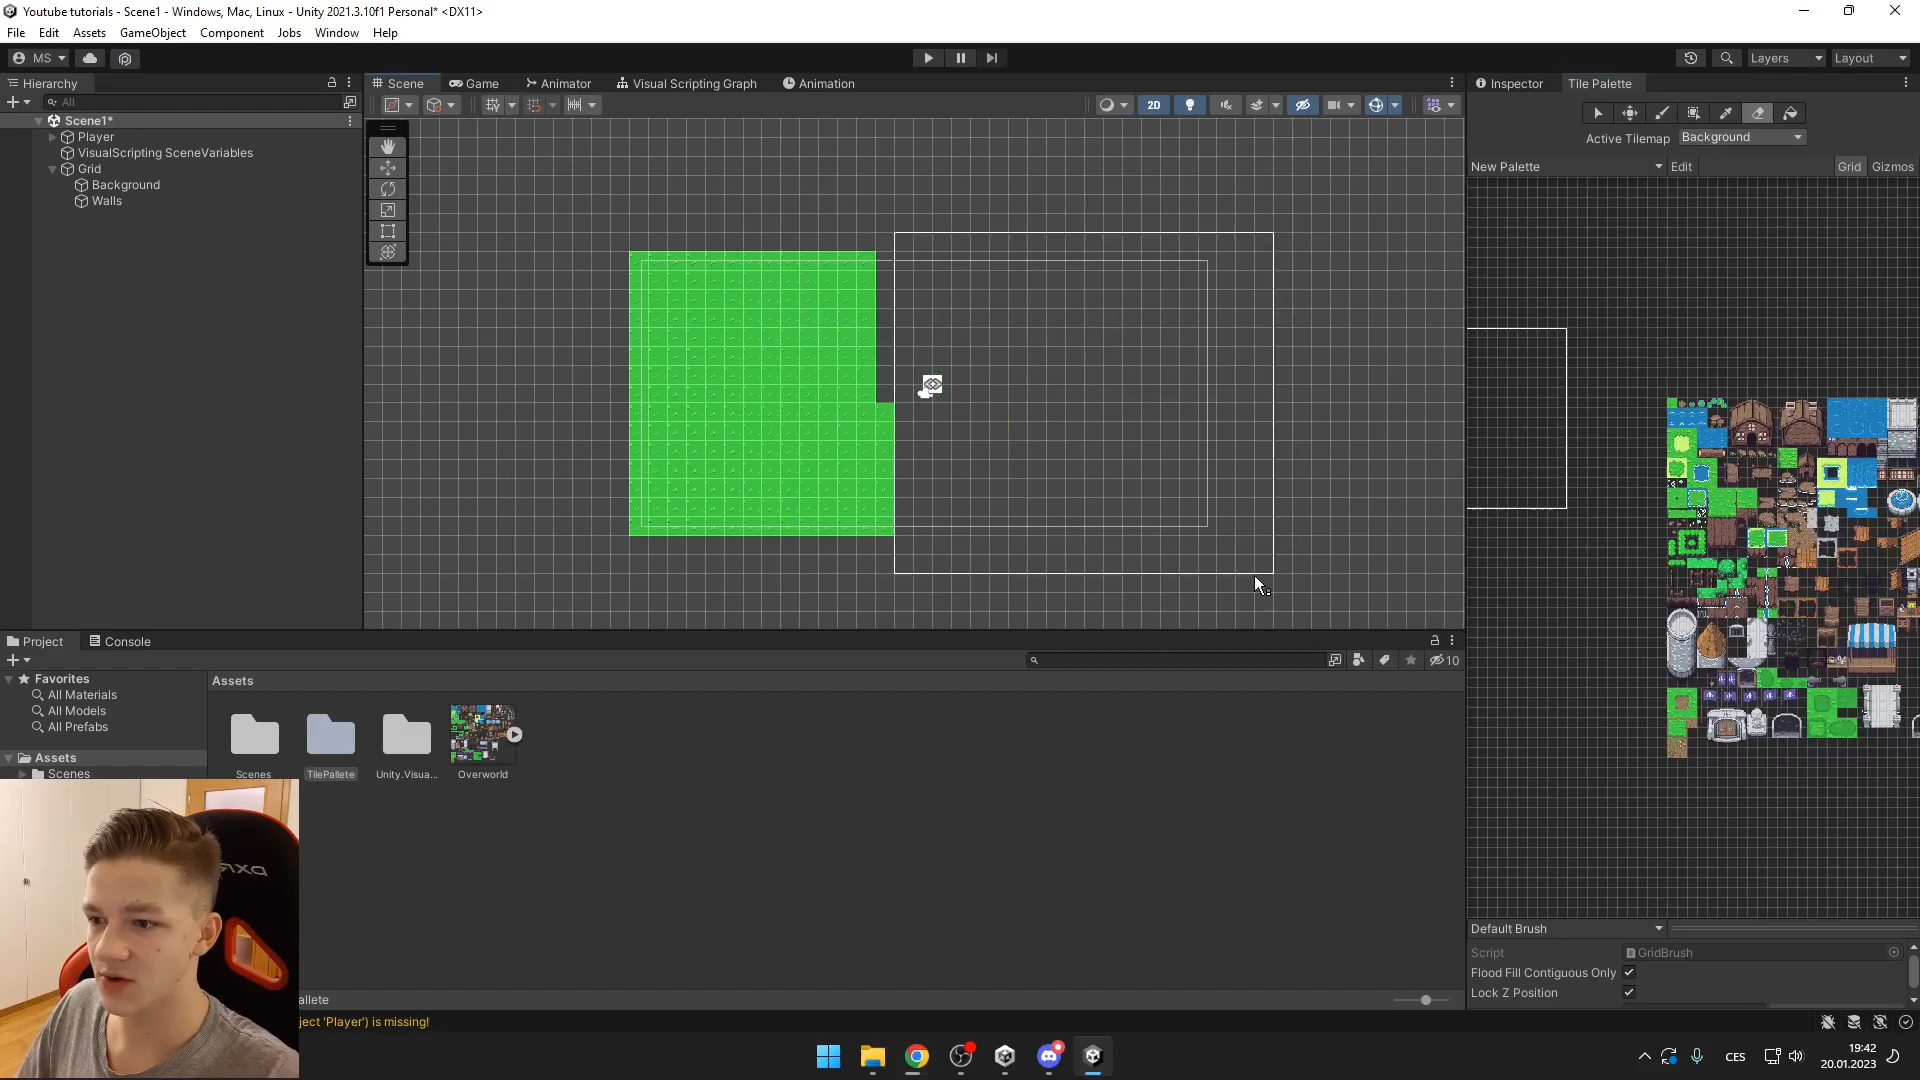 Youtube tutorials - Scene1 - Windows, Mac, Linux - Unity 2021.3.10f1 Personal* <DX11>
File Edit Assets GameObject Component Jobs Window Help
MS Layers Layout
Hierarchy Scene Game Animator Visual Scripting Graph Animation Inspector Tile Palette
All 2D
Scene1*
Player
VisualScripting SceneVariables
Grid
Background
Walls
Active Tilemap Background
New Palette Edit Grid Gizmos
Project Console
10
Favorites
All Materials
All Models
All Prefabs
Assets
Scenes
Assets
Scenes TilePallete Unity.Visua... Overworld
DXR
Default Brush
Script GridBrush
Flood Fill Contiguous Only
Lock Z Position
allete
ject 'Player') is missing!
CES 19:42
20.01.2023